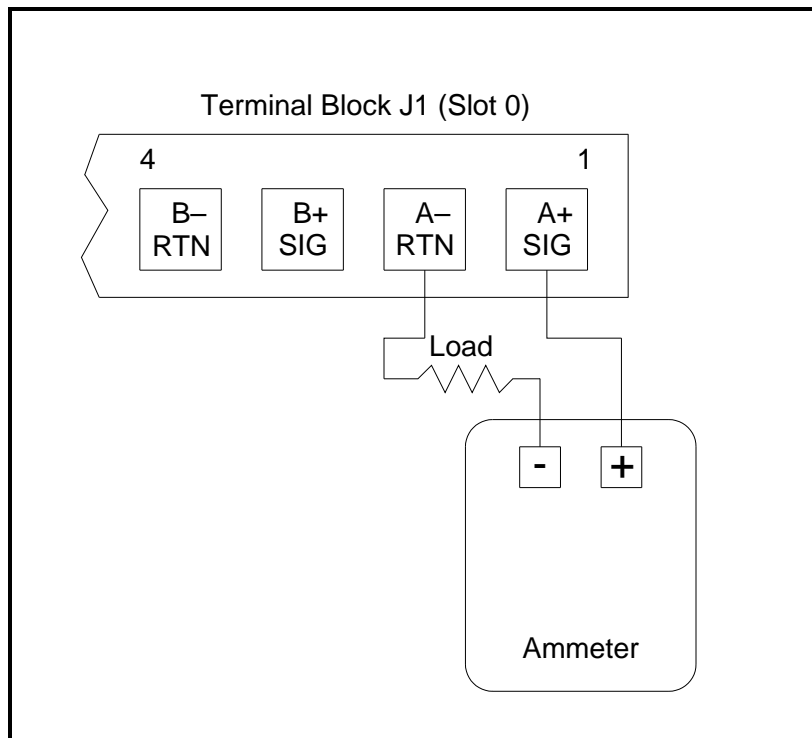 Terminal Block J1 (Slot 0)
4 1
B– B+ A– A+
RTN SIG RTN SIG
Load
- +
Ammeter